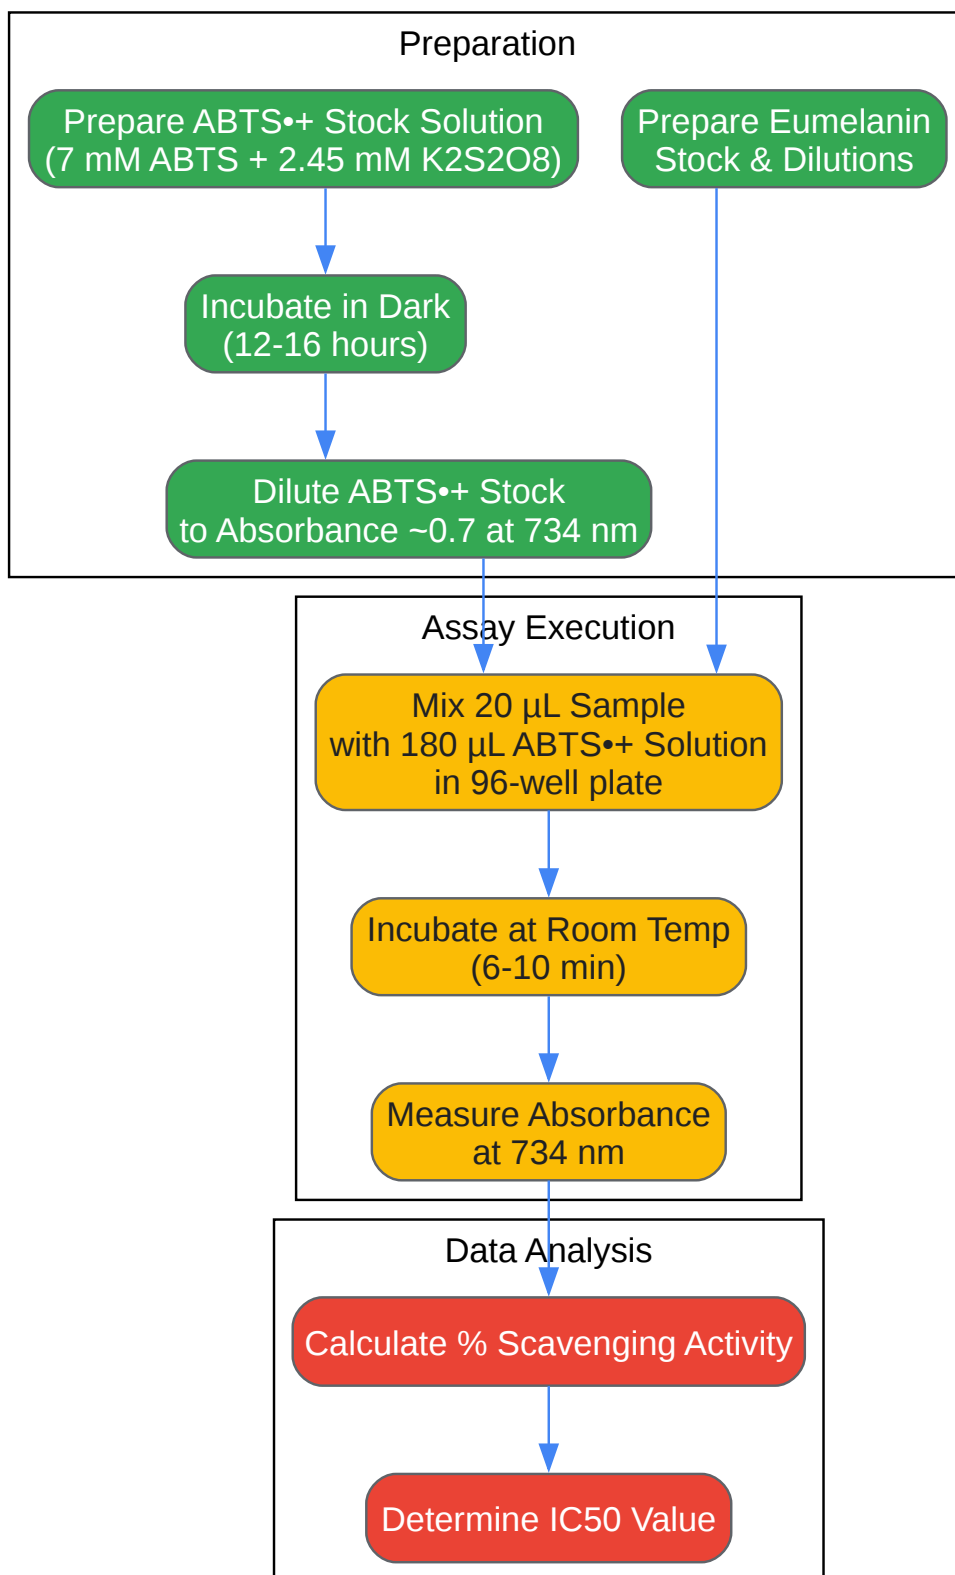 Preparation
Prepare ABTS•+ Stock Solution
(7 mM ABTS + 2.45 mM K2S2O8)
Prepare Eumelanin
Stock & Dilutions
Incubate in Dark
(12-16 hours)
Dilute ABTS•+ Stock
to Absorbance ~0.7 at 734 nm
Assay Execution
Mix 20 µL Sample
with 180 µL ABTS•+ Solution
in 96-well plate
Incubate at Room Temp
(6-10 min)
Measure Absorbance
at 734 nm
Data Analysis
Calculate % Scavenging Activity
Determine IC50 Value